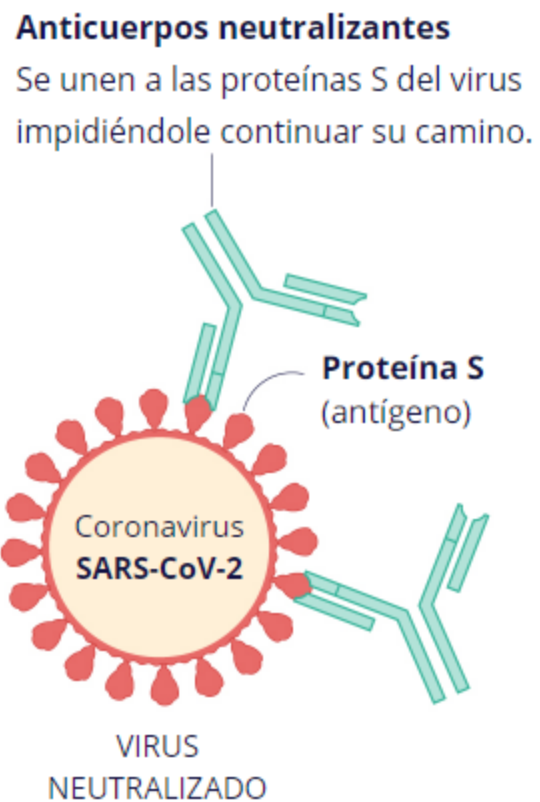 Anticuerpos neutralizantes
Se unen a las proteínas S del virus
impidiéndole continuar su camino.
Proteína S
(antígeno)
Coronavirus
SARS-CoV-2
VIRUS
NEUTRALIZADO